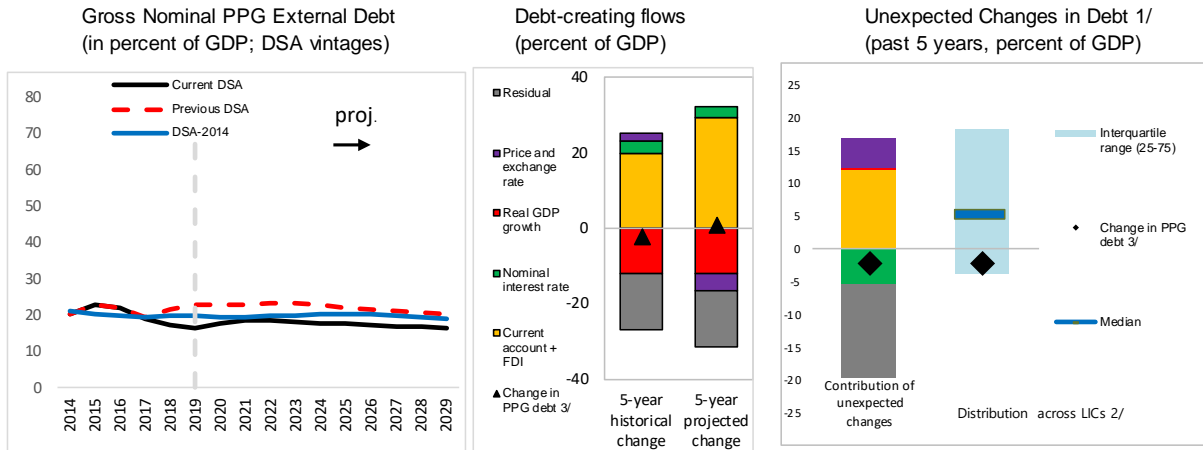 Gross Nominal PPG External Debt
(in percent of GDP; DSA vintages)
Current DSA
Previous DSA
DSA-2014
proj.
80
70
60
50
40
30
20
10
0
2014
2015
2016
2017
2018
2019
2020
2021
2022
2023
2024
2025
2026
2027
2028
2029
Debt-creating flows
(percent of GDP)
Residual
Price and
exchange
rate
Real GDP
growth
Nominal
interest rate
Current
account +
FDI
Change in
PPG debt 3/
40
20
0
-20
-40
5-year
historical
change
5-year
projected
change
Unexpected Changes in Debt 1/
(past 5 years, percent of GDP)
25
20
15
10
5
0
-5
-10
-15
-20
-25
Contribution of
unexpected
changes
Distribution across LICs 2/
Interquartile
range (25-75)
Change in PPG
debt 3/
Median